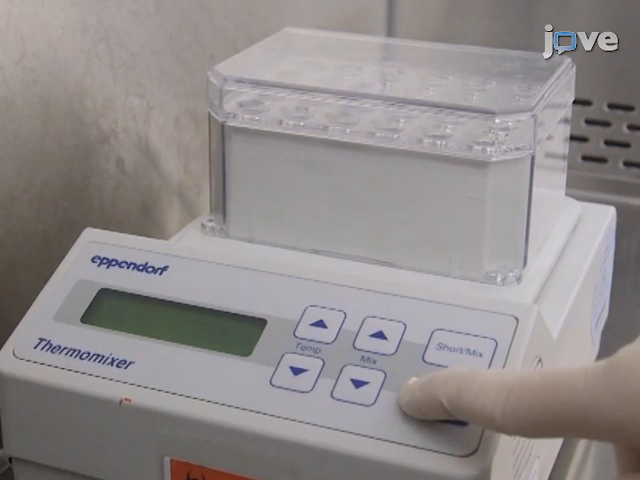 jove
eppendorf
Thermomixer
Temp
Mix
Short/Mix